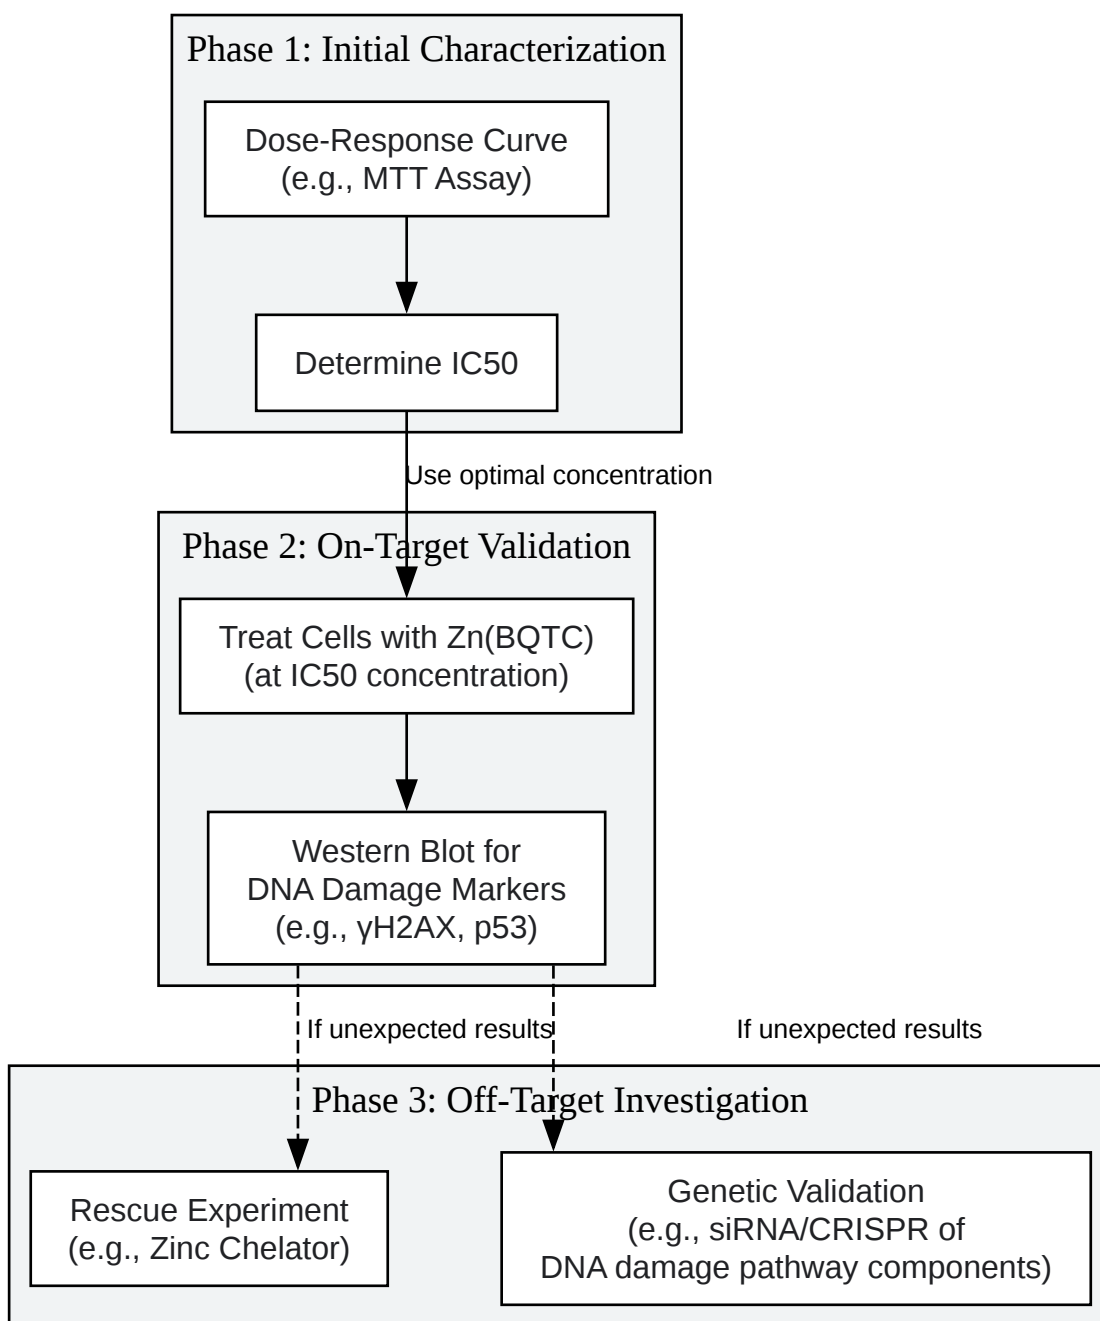 Phase 1: Initial Characterization
Dose-Response Curve
(e.g., MTT Assay)
Determine IC50
Use optimal concentration
Phase 2: On-Target Validation
Treat Cells with Zn(BQTC)
(at IC50 concentration)
Western Blot for
DNA Damage Markers
(e.g., γH2AX, p53)
If unexpected results
If unexpected results
Phase 3: Off-Target Investigation
Rescue Experiment
(e.g., Zinc Chelator)
Genetic Validation
(e.g., siRNA/CRISPR of
DNA damage pathway components)